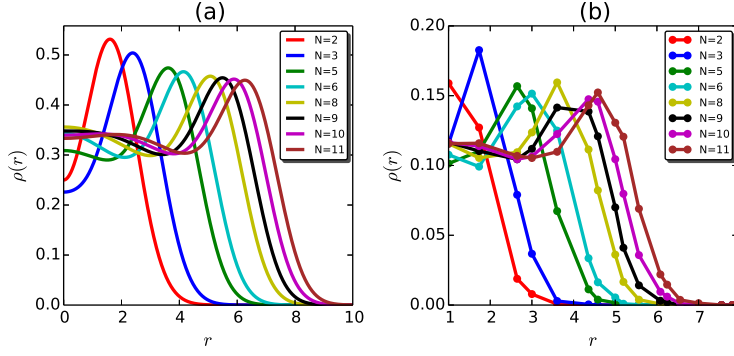 (a)
ρ(r)
0.5
0.4
0.3
0.2
0.1
0.0
0 2 4 6 8 10
r
N=2
N=3
N=5
N=6
N=8
N=9
N=10
N=11
(b)
ρ(r)
0.20
0.15
0.10
0.05
0.00
1 2 3 4 5 6 7
r
N=2
N=3
N=5
N=6
N=8
N=9
N=10
N=11